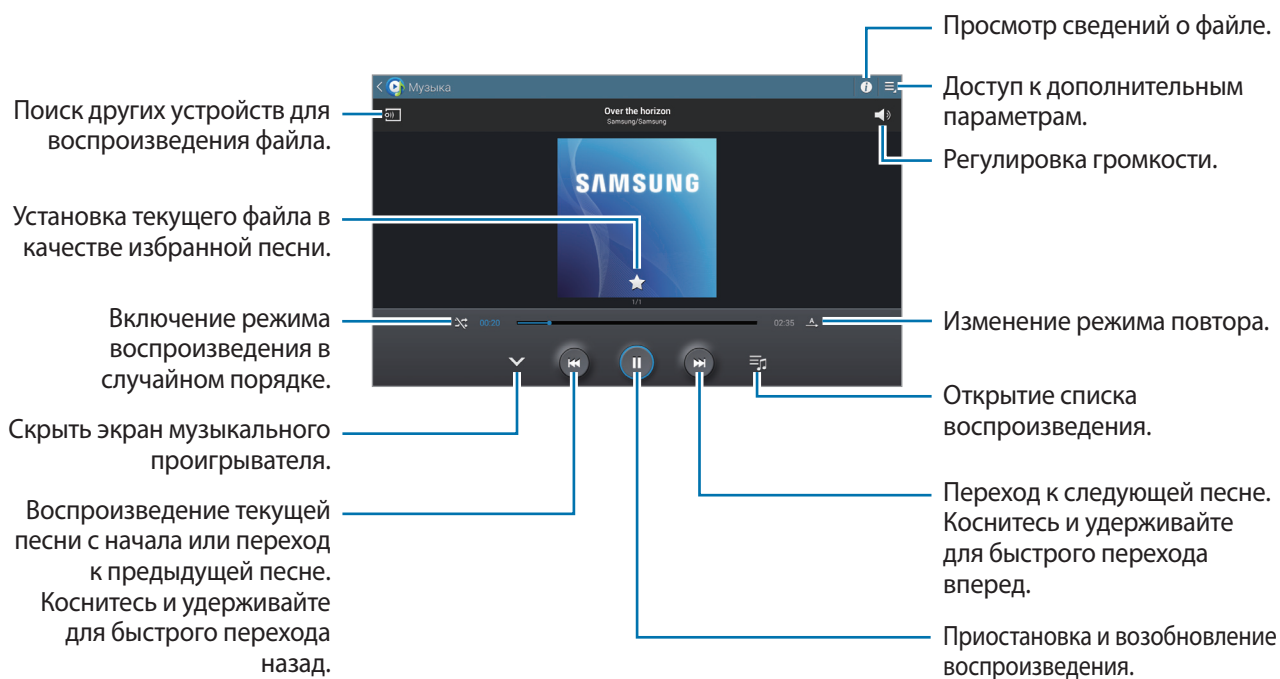 Просмотр сведений о файле.
Доступ к дополнительным
параметрам.
Регулировка громкости.
Поиск других устройств для
воспроизведения файла.
Установка текущего файла в
качестве избранной песни.
Включение режима
воспроизведения в
случайном порядке.
Скрыть экран музыкального
проигрывателя.
Воспроизведение текущей
песни с начала или переход
к предыдущей песне.
Коснитесь и удерживайте
для быстрого перехода
назад.
Музыка
Over the horizon
Samsung/Samsung
SAMSUNG
1/1
00:20
02:35
A
Изменение режима повтора.
Открытие списка
воспроизведения.
Переход к следующей песне.
Коснитесь и удерживайте
для быстрого перехода
вперед.
Приостановка и возобновление
воспроизведения.